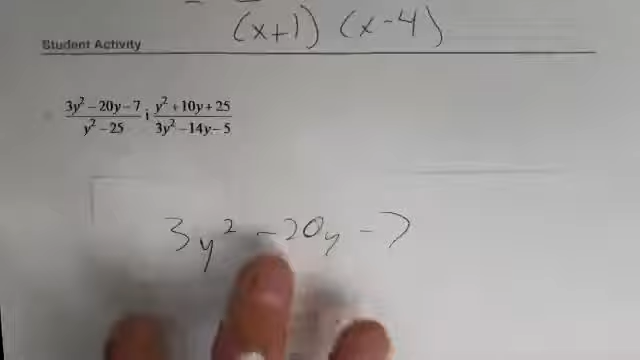 (x+1) (x-4)
Student Activity
3y² - 20y - 7 / y² - 25 i y² + 10y + 25 / 3y² - 14y - 5
3y² - 20y - 7